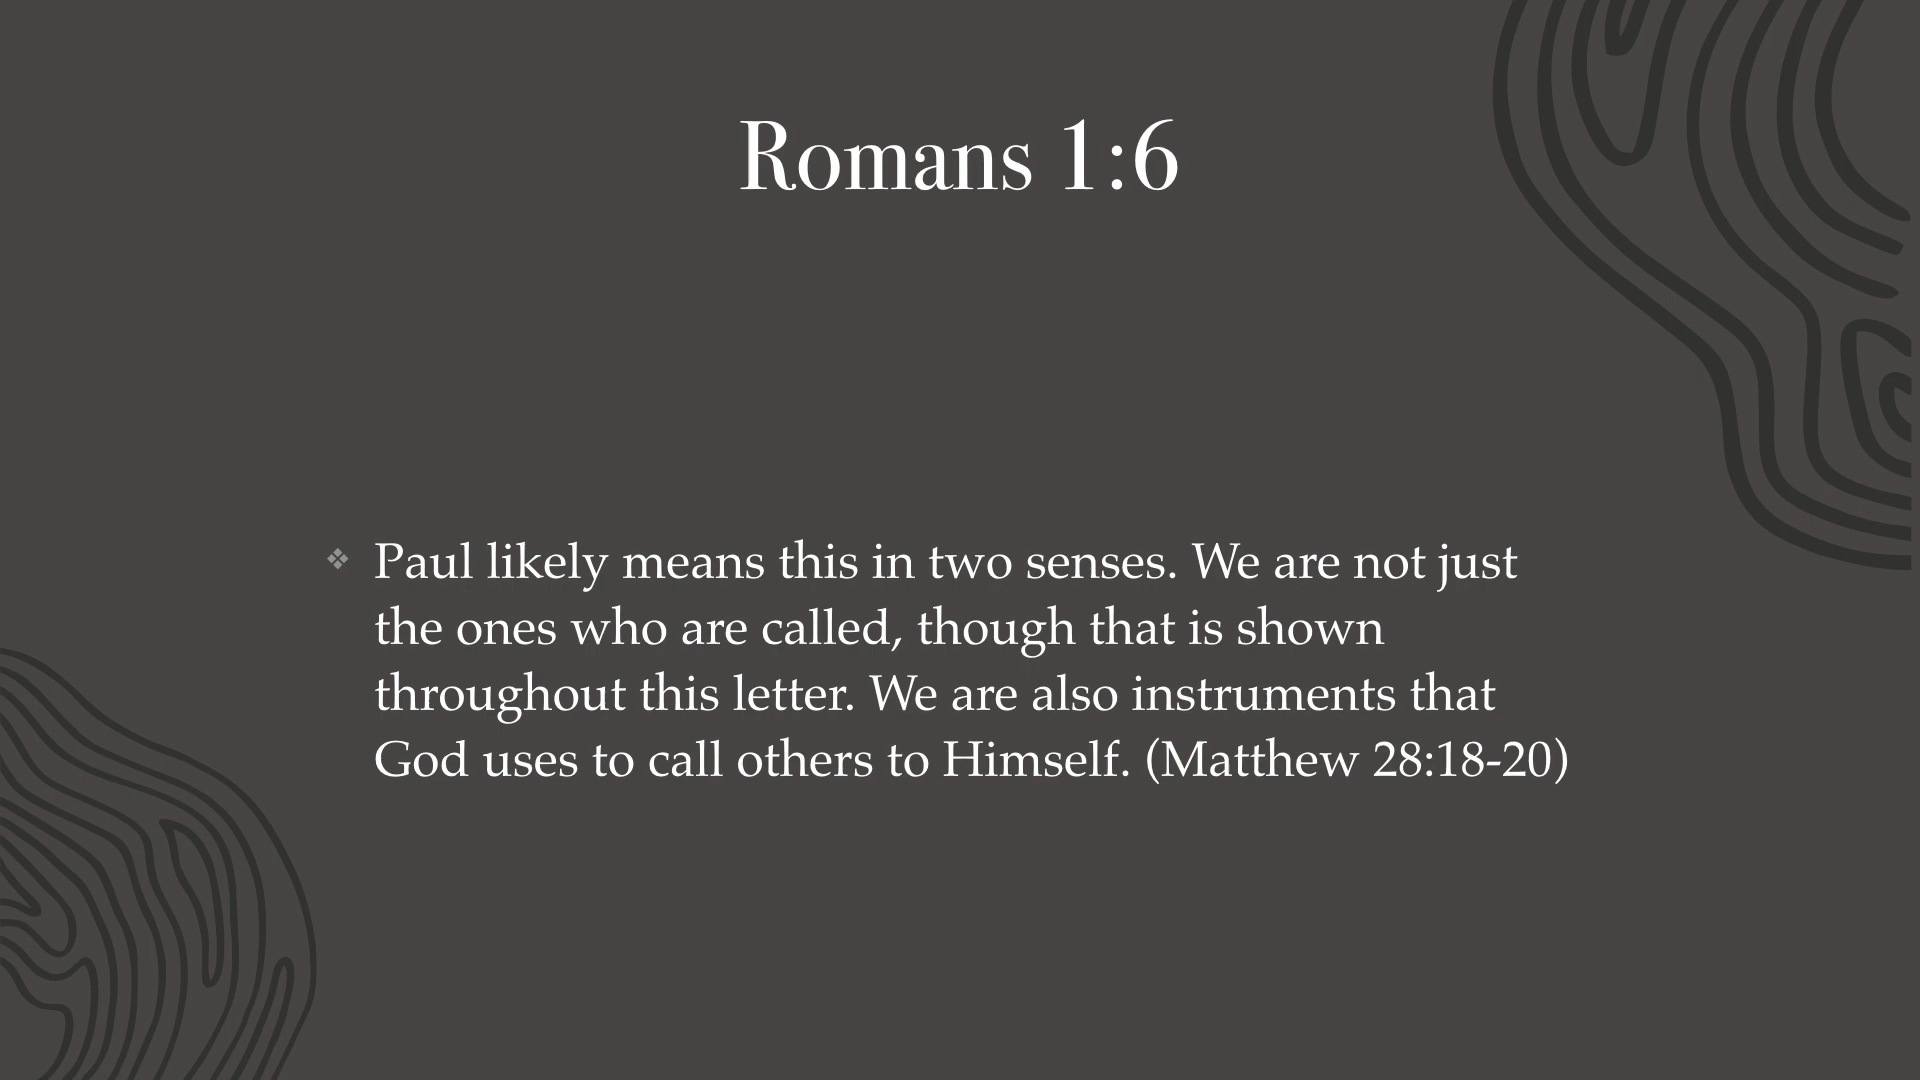 Romans 1:6
❖ Paul likely means this in two senses. We are not just
the ones who are called, though that is shown
throughout this letter. We are also instruments that
God uses to call others to Himself. (Matthew 28:18-20)